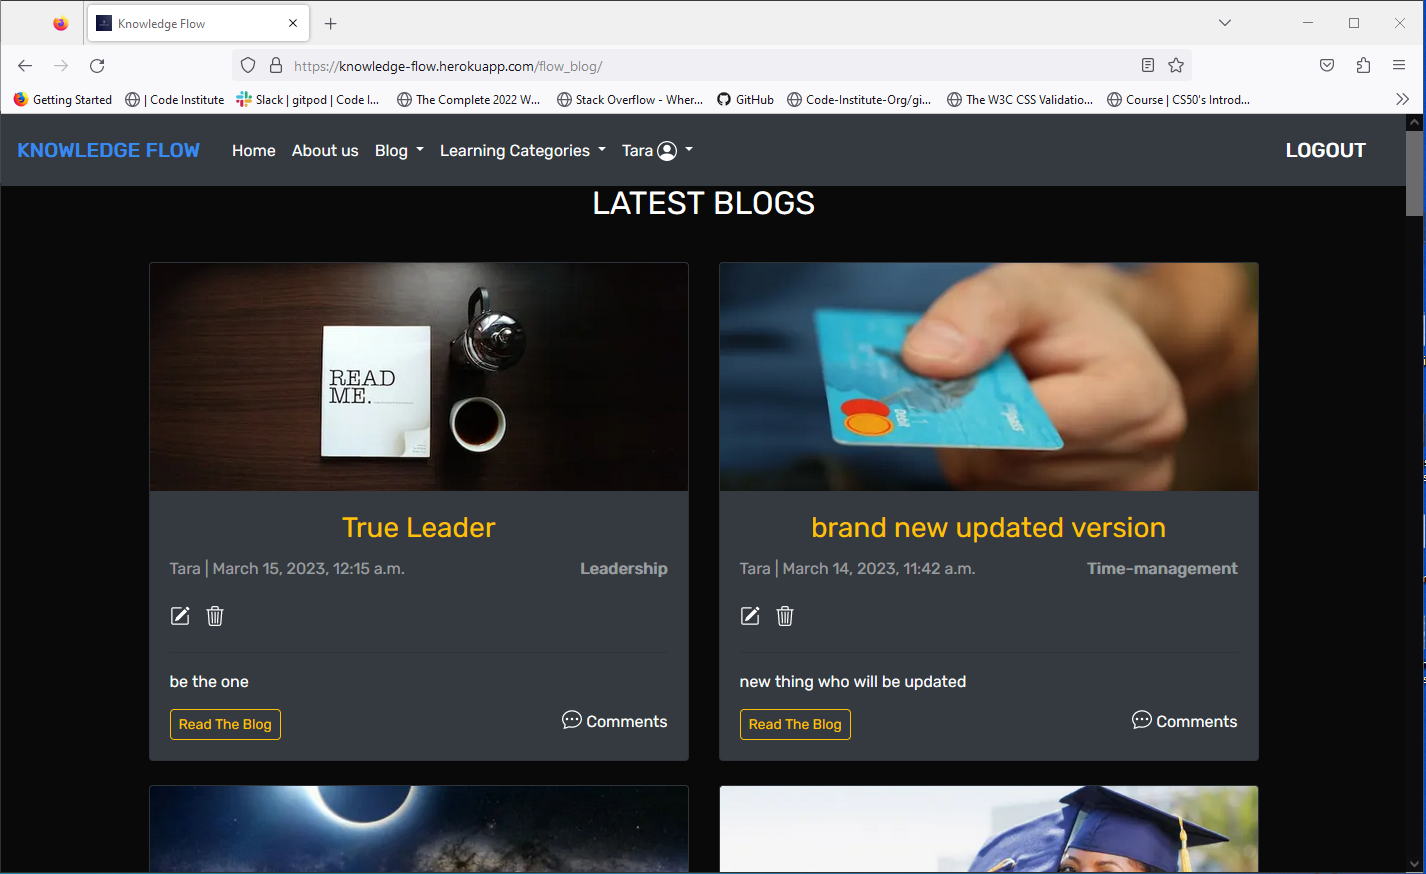 Knowledge Flow
https://knowledge-flow.herokuapp.com/flow_blog/
Getting Started | Code Institute Slack | gitpod | Code I... The Complete 2022 W... Stack Overflow - Wher... GitHub Code-Institute-Org/gi... The W3C CSS Validatio... Course | CS50's Introd...
KNOWLEDGE FLOW Home About us Blog Learning Categories Tara LOGOUT
LATEST BLOGS
READ
ME.
Debit
True Leader
Tara | March 15, 2023, 12:15 a.m. Leadership
be the one
Read The Blog Comments
brand new updated version
Tara | March 14, 2023, 11:42 a.m. Time-management
new thing who will be updated
Read The Blog Comments